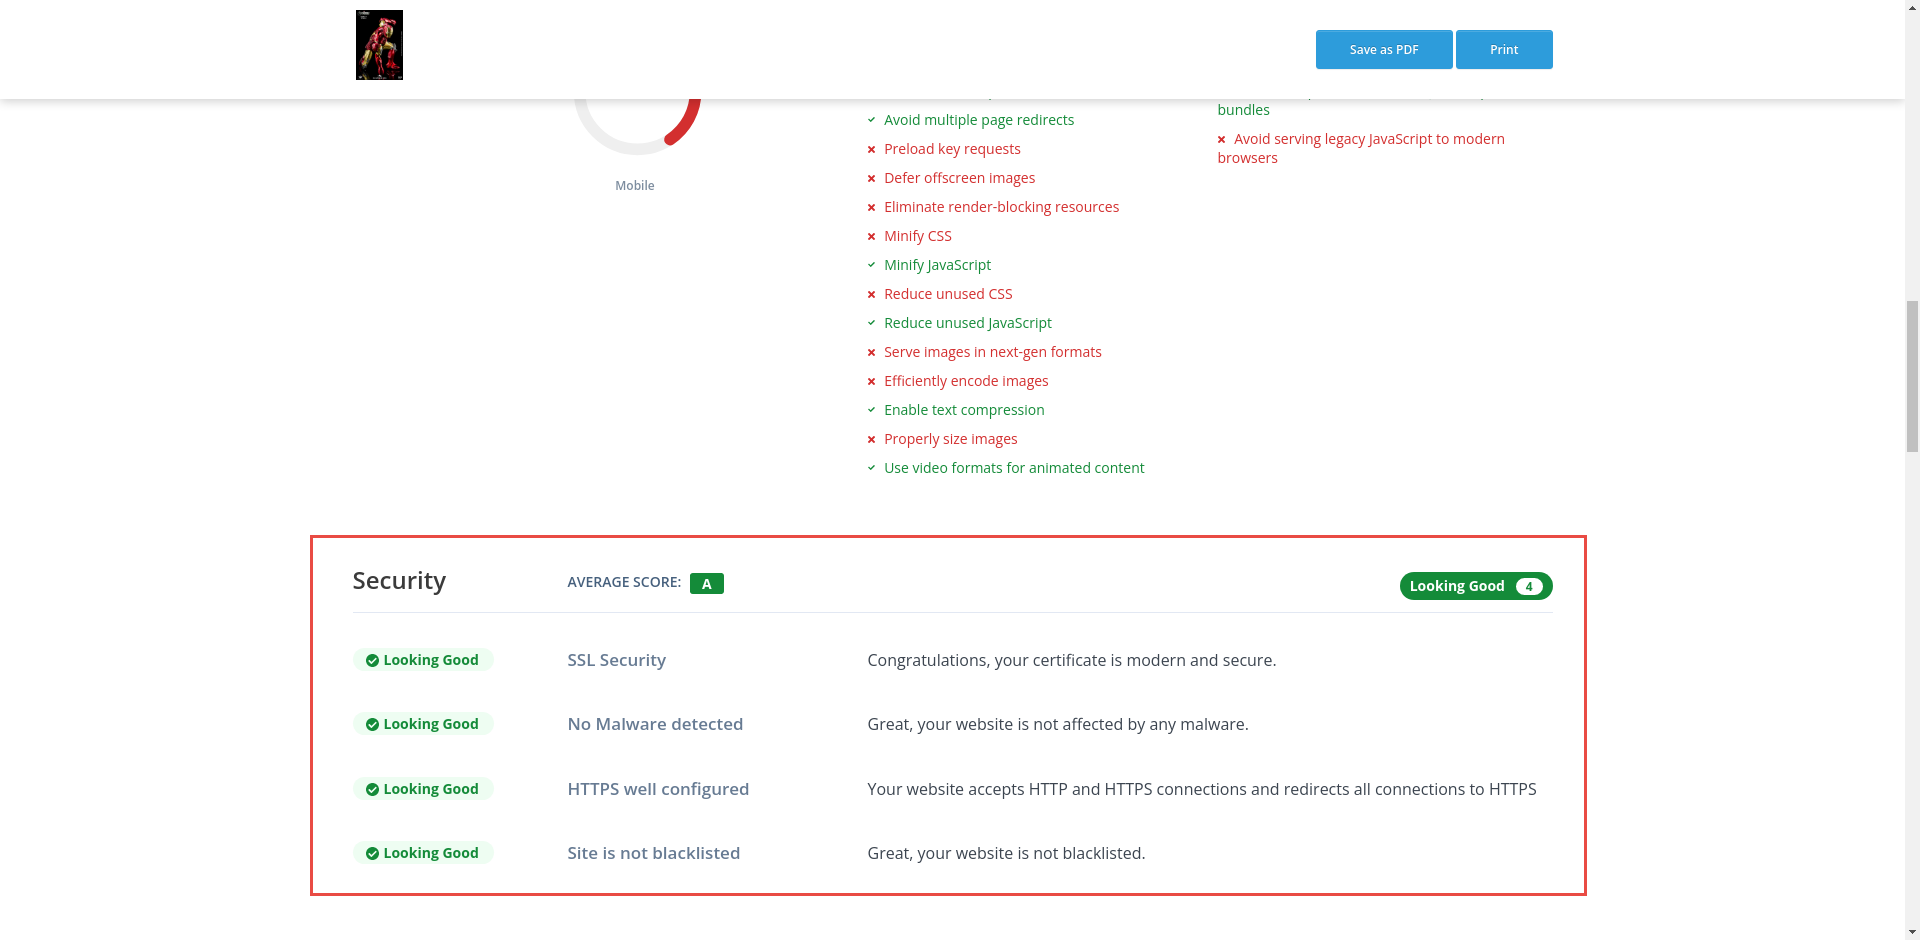 Save as PDF
Print
Mobile
Avoid multiple page redirects
Preload key requests
Defer offscreen images
Eliminate render-blocking resources
Minify CSS
Minify JavaScript
Reduce unused CSS
Reduce unused JavaScript
Serve images in next-gen formats
Efficiently encode images
Enable text compression
Properly size images
Use video formats for animated content
bundles
Avoid serving legacy JavaScript to modern
browsers
Security
AVERAGE SCORE: A
Looking Good 4
Looking Good SSL Security Congratulations, your certificate is modern and secure.
Looking Good No Malware detected Great, your website is not affected by any malware.
Looking Good HTTPS well configured Your website accepts HTTP and HTTPS connections and redirects all connections to HTTPS
Looking Good Site is not blacklisted Great, your website is not blacklisted.